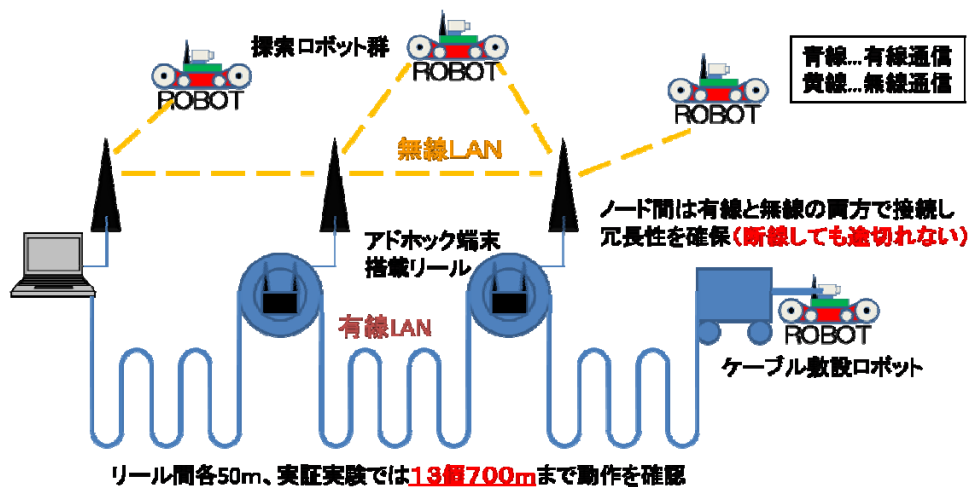 探索ロボット群
ROBOT
ROBOT
ROBOT
青線...有線通信
黄線...無線通信
無線LAN
ノード間は有線と無線の両方で接続し
冗長性を確保(断線しても途切れない)
アドホック端末
搭載リール
有線LAN
ROBOT
ケーブル敷設ロボット
リール間各50m、実証実験では13個700mまで動作を確認